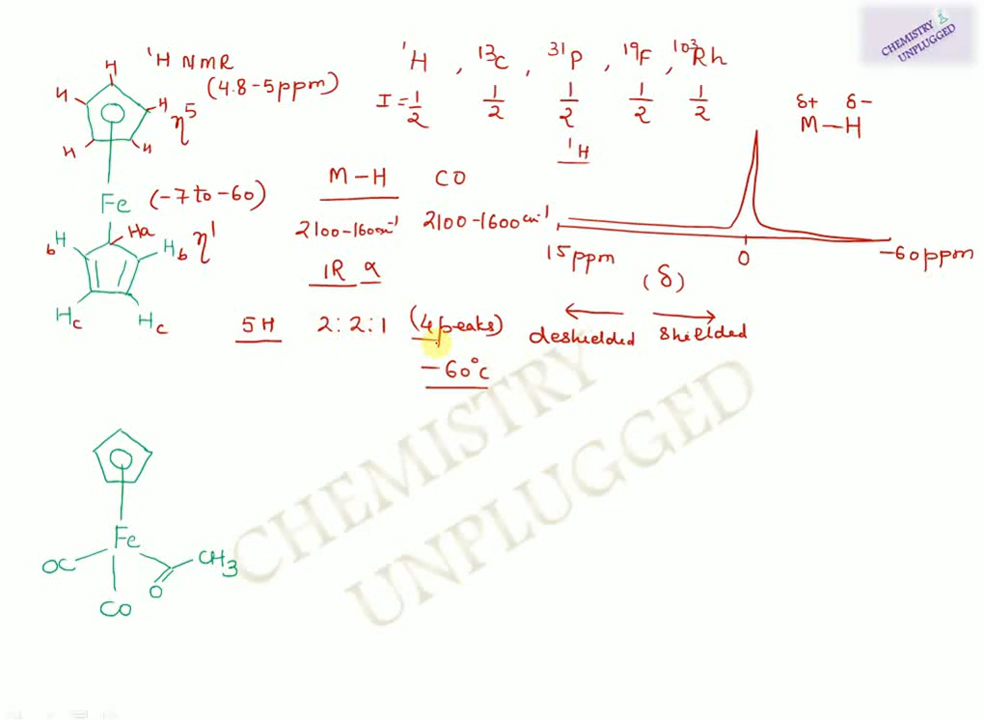 CHEMISTRY
UNPLUGGED
¹H NMR
(4.8-5ppm)
H
H
H
H
H
η⁵
¹H , ¹³C , ³¹P , ¹⁹F , ¹⁰³Rh
I = 1/2 1/2 1/2 1/2 1/2
¹H
δ+ δ-
M-H
Fe (-7 to -60)
M-H CO
2100-1600cm⁻¹ 2100-1600cm⁻¹
15ppm 0 -60ppm
(δ)
Ha
bH
Hb η¹
Hc Hc
IR α
5H 2:2:1 (4 peaks)
-60°C
deshielded shielded
Fe
OC
CO
O
CH3
CHEMISTRY
UNPLUGGED